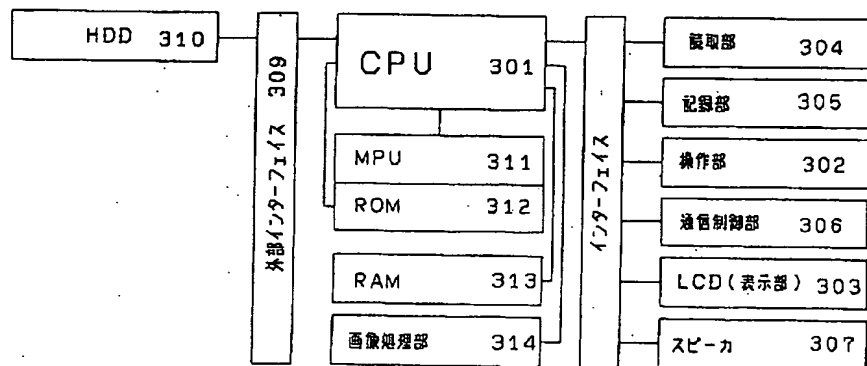 HDD 310
外部インターフェイス 309
CPU 301
MPU 311
ROM 312
RAM 313
画像処理部 314
インターフェイス
読取部 304
記録部 305
操作部 302
通信制御部 306
LCD(表示部) 303
スピーカ 307